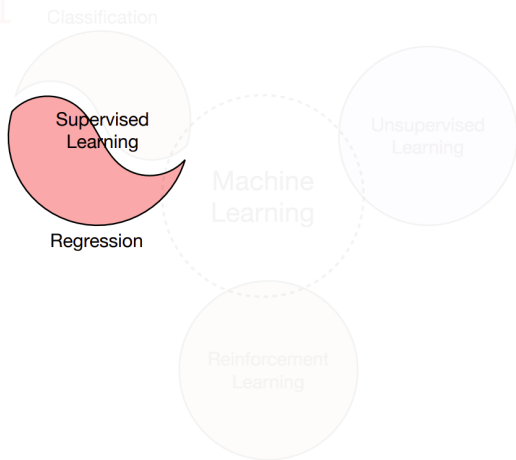 Classification
Supervised
Learning
Unsupervised
Learning
Machine
Learning
Regression
Reinforcement
Learning